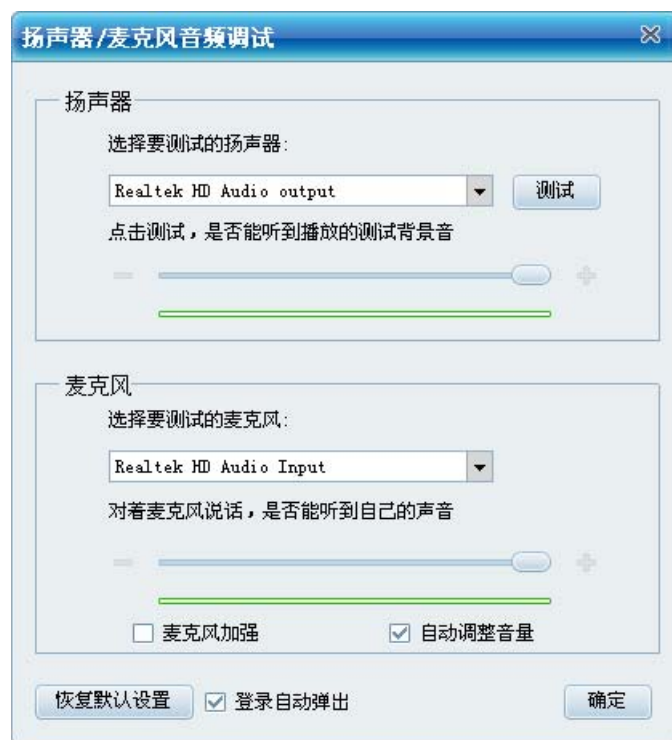 扬声器/麦克风音频调试
扬声器
选择要测试的扬声器:
Realtek HD Audio output
测试
点击测试，是否能听到播放的测试背景音
麦克风
选择要测试的麦克风:
Realtek HD Audio Input
对着麦克风说话，是否能听到自己的声音
麦克风加强 自动调整音量
恢复默认设置 登录自动弹出 确定